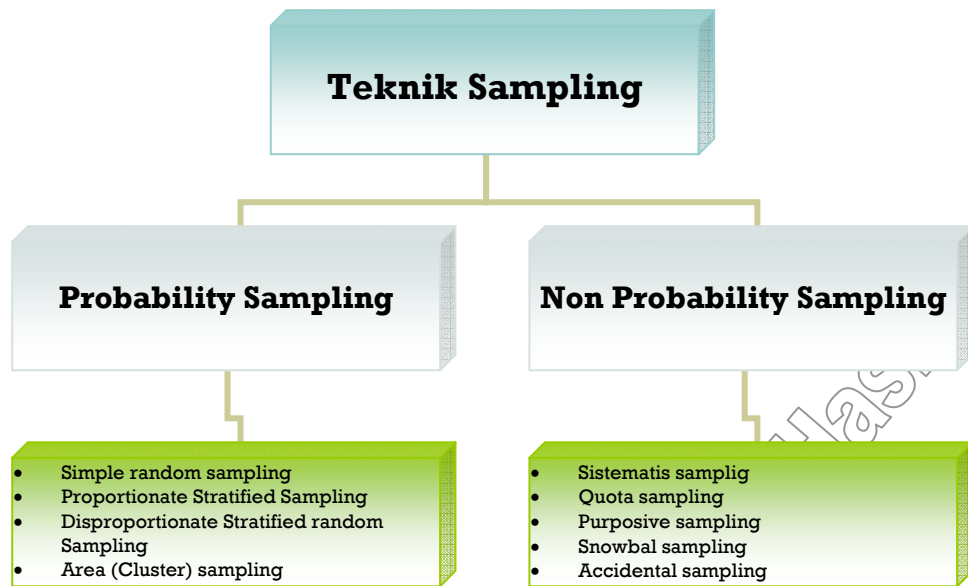 Teknik Sampling
Probability Sampling
Non Probability Sampling
• Simple random sampling
• Proportionate Stratified Sampling
• Disproportionate Stratified random
Sampling
• Area (Cluster) sampling
• Sistematis samplig
• Quota sampling
• Purposive sampling
• Snowbal sampling
• Accidental sampling